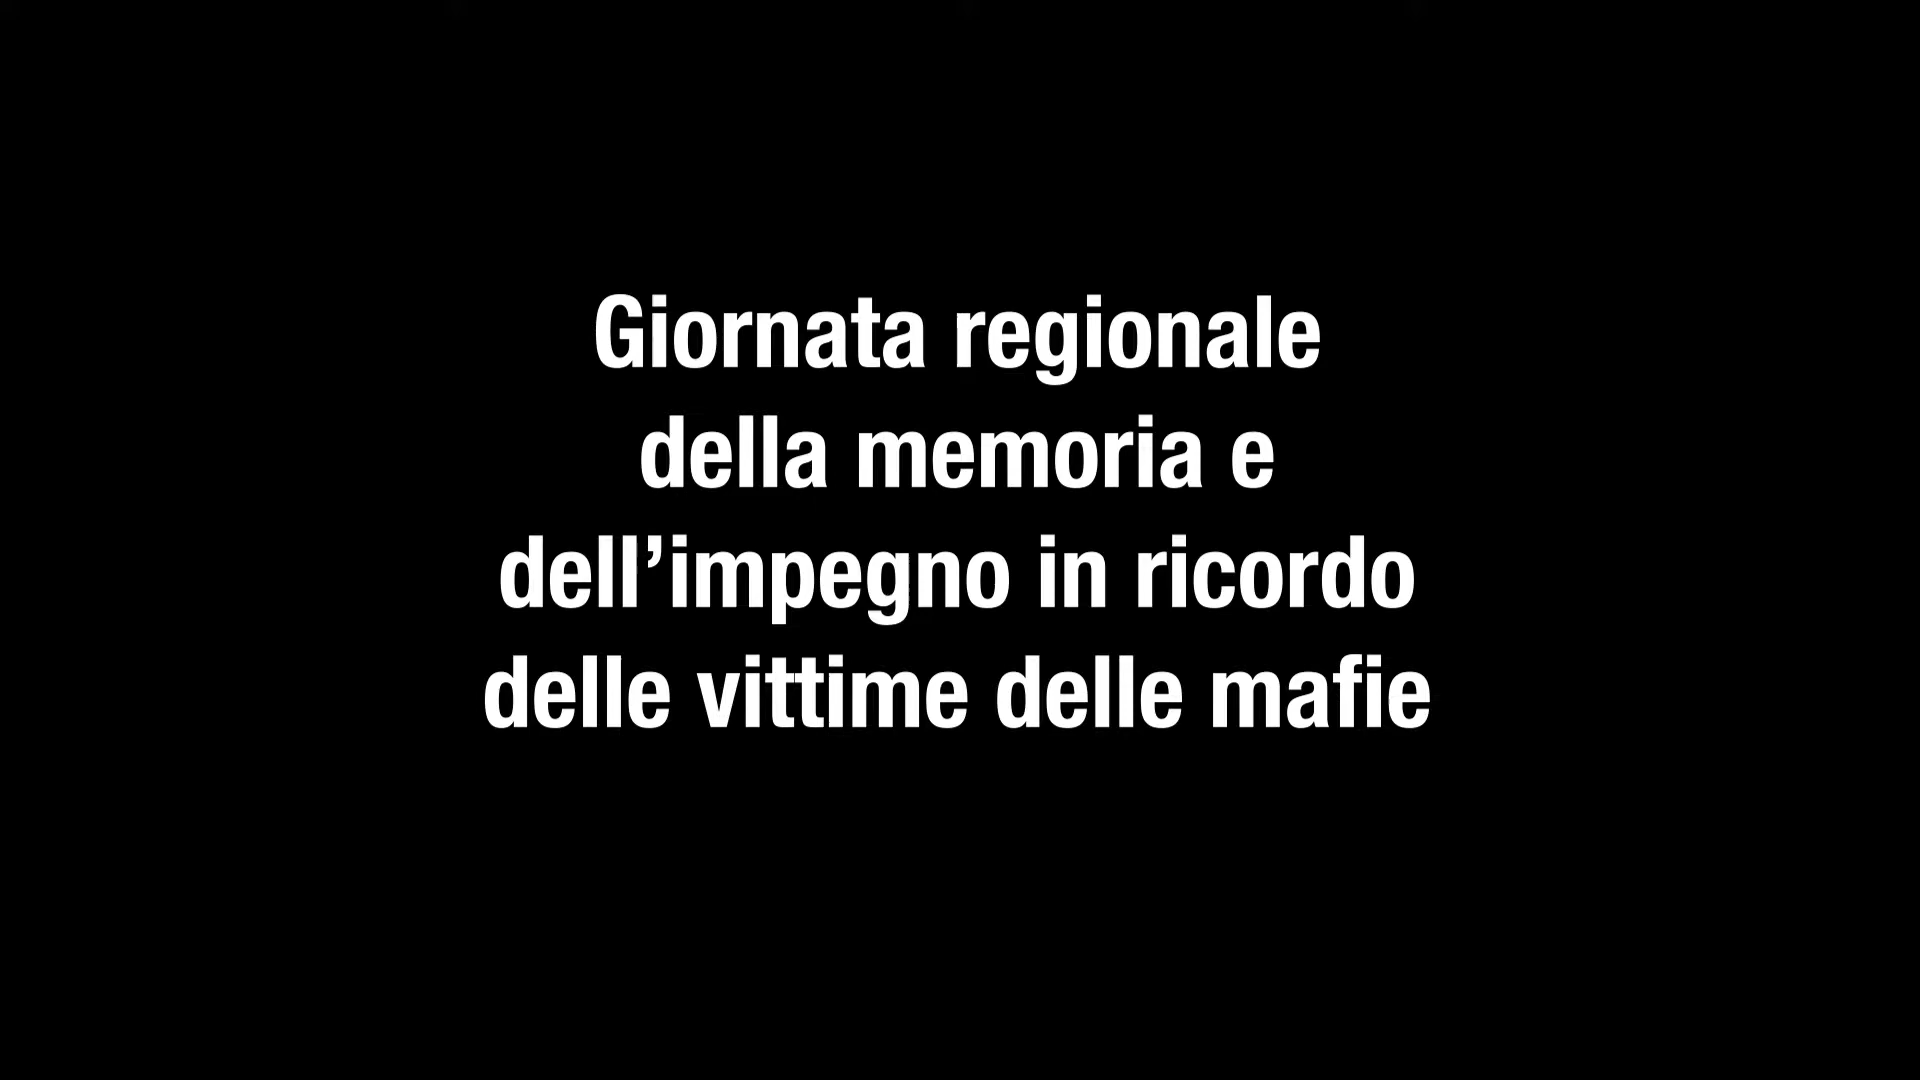 Giornata regionale
della memoria e
dell’impegno in ricordo
delle vittime delle mafie